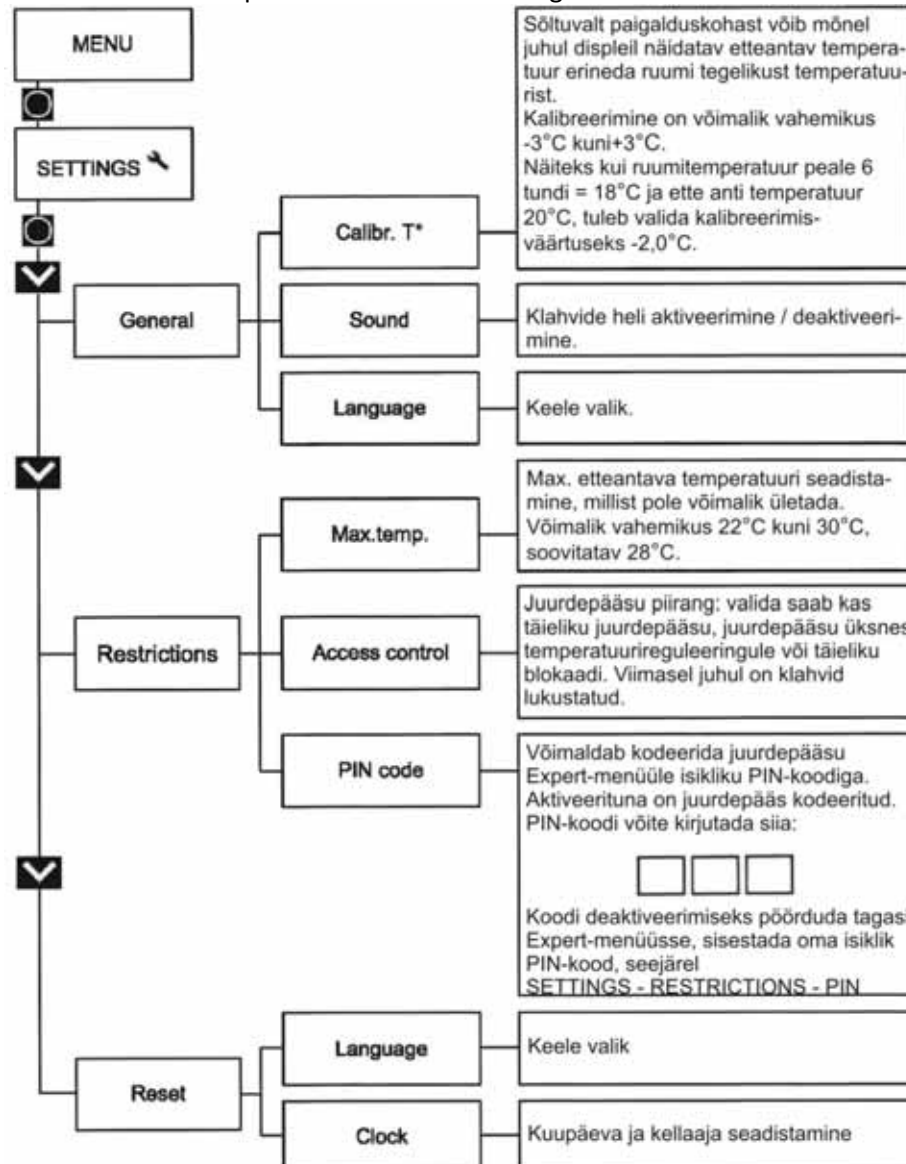 MENU
SETTINGS
General
Calibr. T°
Sõltuvalt paigalduskohast võib mõnel
juhul displeil näidatav etteantav tempera-
tuur erineda ruumi tegelikust temperatuu-
rist.
Kalibreerimine on võimalik vahemikus
-3°C kuni+3°C.
Näiteks kui ruumitemperatuur peale 6
tundi = 18°C ja ette anti temperatuur
20°C, tuleb valida kalibreerimis-
väärtuseks -2,0°C.
Sound
Klahvide heli aktiveerimine / deaktiveeri-
mine.
Language
Keele valik.
Restrictions
Max.temp.
Max. etteantava temperatuuri seadista-
mine, millist pole võimalik ületada.
Võimalik vahemikus 22°C kuni 30°C,
soovitatav 28°C.
Access control
Juurdepääsu piirang: valida saab kas
täieliku juurdepääsu, juurdepääsu üksnes
temperatuurireguleeringule või täieliku
blokaadi. Viimasel juhul on klahvid
lukustatud.
PIN code
Võimaldab kodeerida juurdepääsu
Expert-menüüle isikliku PIN-koodiga.
Aktiveerituna on juurdepääs kodeeritud.
PIN-koodi võite kirjutada siia:
Koodi deaktiveerimiseks pöörduda tagasi
Expert-menüüsse, sisestada oma isiklik
PIN-kood, seejärel
SETTINGS - RESTRICTIONS - PIN
Reset
Language
Keele valik
Clock
Kuupäeva ja kellaaja seadistamine